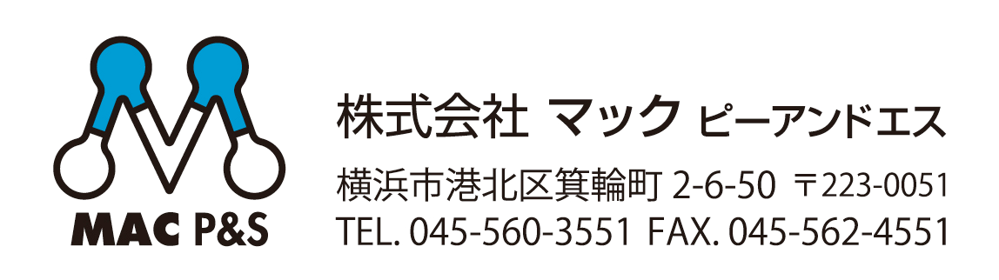 MAC P&S
株式会社 マック ピーアンドエス
横浜市港北区箕輪町 2-6-50 〒223-0051
TEL. 045-560-3551 FAX. 045-562-4551